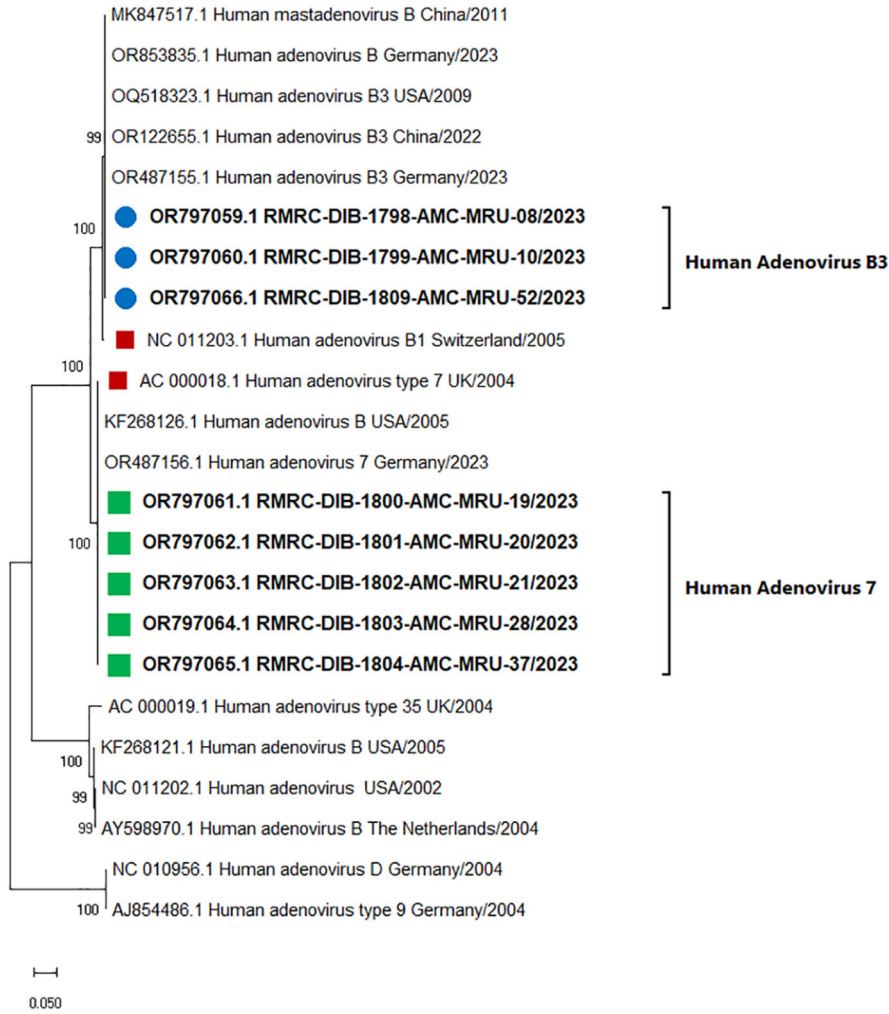 MK847517.1 Human mastadenovirus B China/2011
OR853835.1 Human adenovirus B Germany/2023
OQ518323.1 Human adenovirus B3 USA/2009
99
OR122655.1 Human adenovirus B3 China/2022
OR487155.1 Human adenovirus B3 Germany/2023
100
OR797059.1 RMRC-DIB-1798-AMC-MRU-08/2023
OR797060.1 RMRC-DIB-1799-AMC-MRU-10/2023
Human Adenovirus B3
OR797066.1 RMRC-DIB-1809-AMC-MRU-52/2023
NC 011203.1 Human adenovirus B1 Switzerland/2005
100
AC 000018.1 Human adenovirus type 7 UK/2004
KF268126.1 Human adenovirus B USA/2005
OR487156.1 Human adenovirus 7 Germany/2023
OR797061.1 RMRC-DIB-1800-AMC-MRU-19/2023
100
OR797062.1 RMRC-DIB-1801-AMC-MRU-20/2023
OR797063.1 RMRC-DIB-1802-AMC-MRU-21/2023
Human Adenovirus 7
OR797064.1 RMRC-DIB-1803-AMC-MRU-28/2023
OR797065.1 RMRC-DIB-1804-AMC-MRU-37/2023
AC 000019.1 Human adenovirus type 35 UK/2004
KF268121.1 Human adenovirus B USA/2005
100
NC 011202.1 Human adenovirus USA/2002
99
99
AY598970.1 Human adenovirus B The Netherlands/2004
NC 010956.1 Human adenovirus D Germany/2004
100
AJ854486.1 Human adenovirus type 9 Germany/2004
0.050